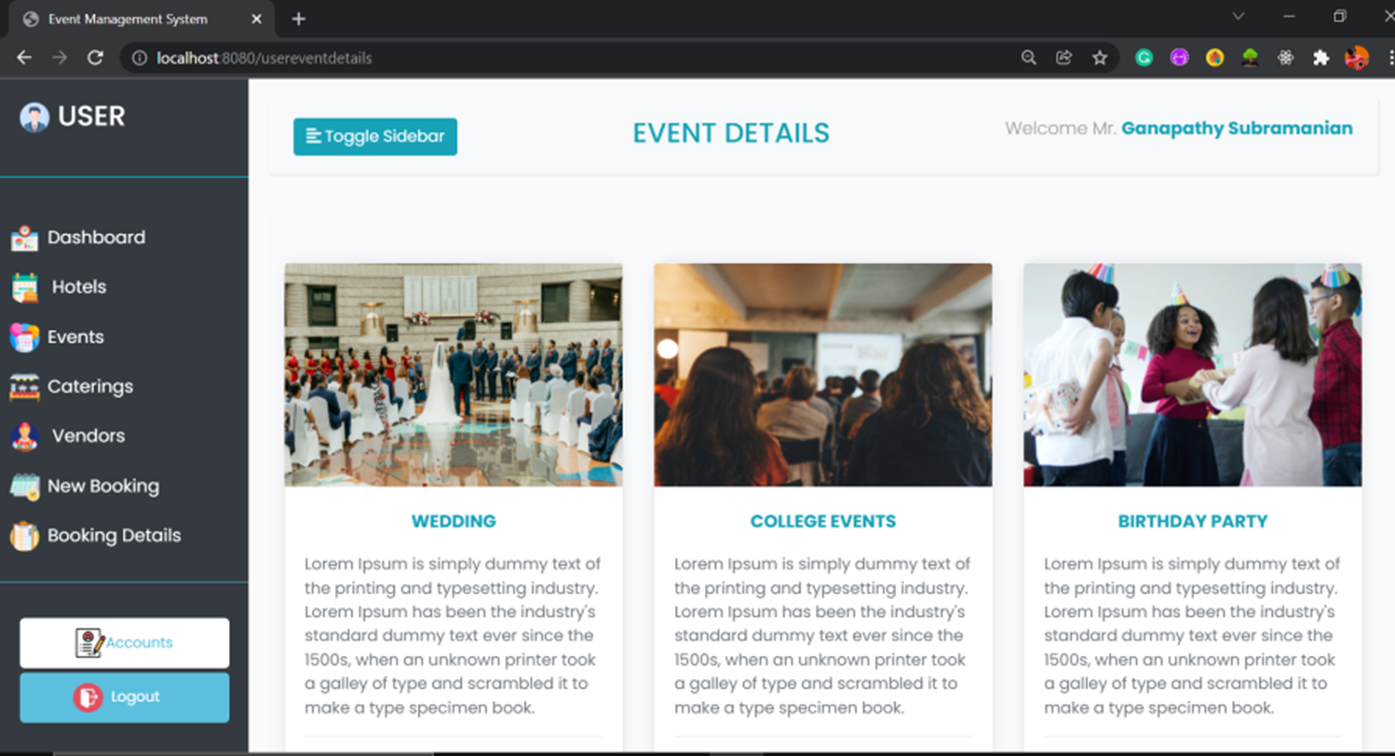 Event Management System
localhost:8080/usereventdetails
USER
Toggle Sidebar
EVENT DETAILS
Welcome Mr. Ganapathy Subramanian
Dashboard
Hotels
Events
Caterings
Vendors
New Booking
Booking Details
Accounts
Logout
WEDDING
Lorem Ipsum is simply dummy text of
the printing and typesetting industry.
Lorem Ipsum has been the industry's
standard dummy text ever since the
1500s, when an unknown printer took
a galley of type and scrambled it to
make a type specimen book.
COLLEGE EVENTS
Lorem Ipsum is simply dummy text of
the printing and typesetting industry.
Lorem Ipsum has been the industry's
standard dummy text ever since the
1500s, when an unknown printer took
a galley of type and scrambled it to
make a type specimen book.
BIRTHDAY PARTY
Lorem Ipsum is simply dummy text of
the printing and typesetting industry.
Lorem Ipsum has been the industry's
standard dummy text ever since the
1500s, when an unknown printer took
a galley of type and scrambled it to
make a type specimen book.